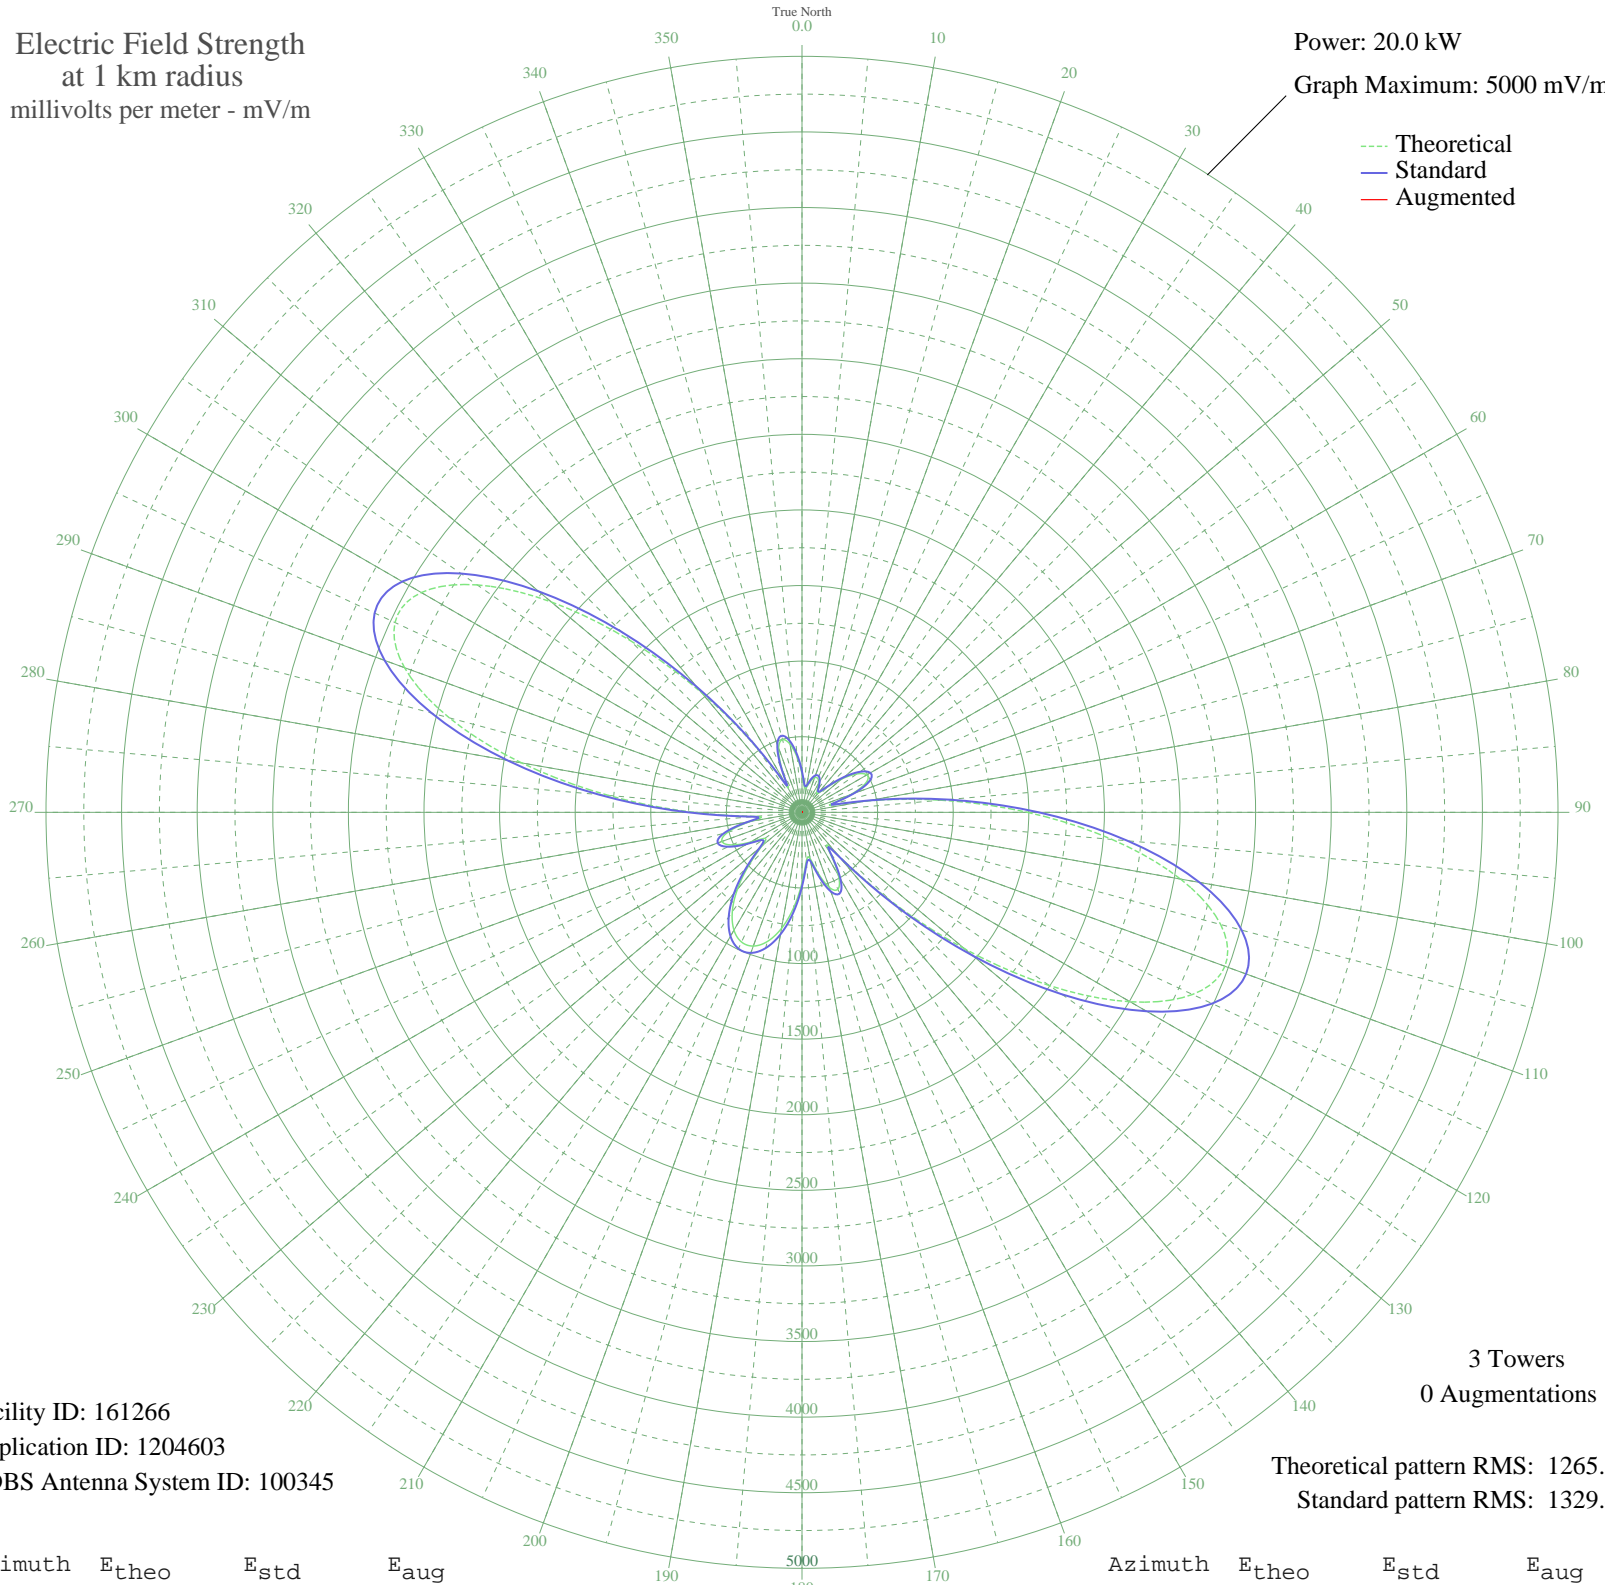 True North
0.0
Electric Field Strength
at 1 km radius
millivolts per meter - mV/m
Power: 20.0 kW
Graph Maximum: 5000 mV/m
Theoretical
Standard
Augmented
350
10
340
20
330
30
320
40
310
50
300
60
290
70
280
80
270
90
260
100
250
110
240
120
230
130
220
140
210
150
200
160
190
170
1000
1500
2000
2500
3000
3500
4000
4500
5000
180
3 Towers
0 Augmentations
cility ID: 161266
plication ID: 1204603
DBS Antenna System ID: 100345
Theoretical pattern RMS: 1265.
Standard pattern RMS: 1329.
imuth Etheo Estd Eaug
Azimuth Etheo Estd Eaug